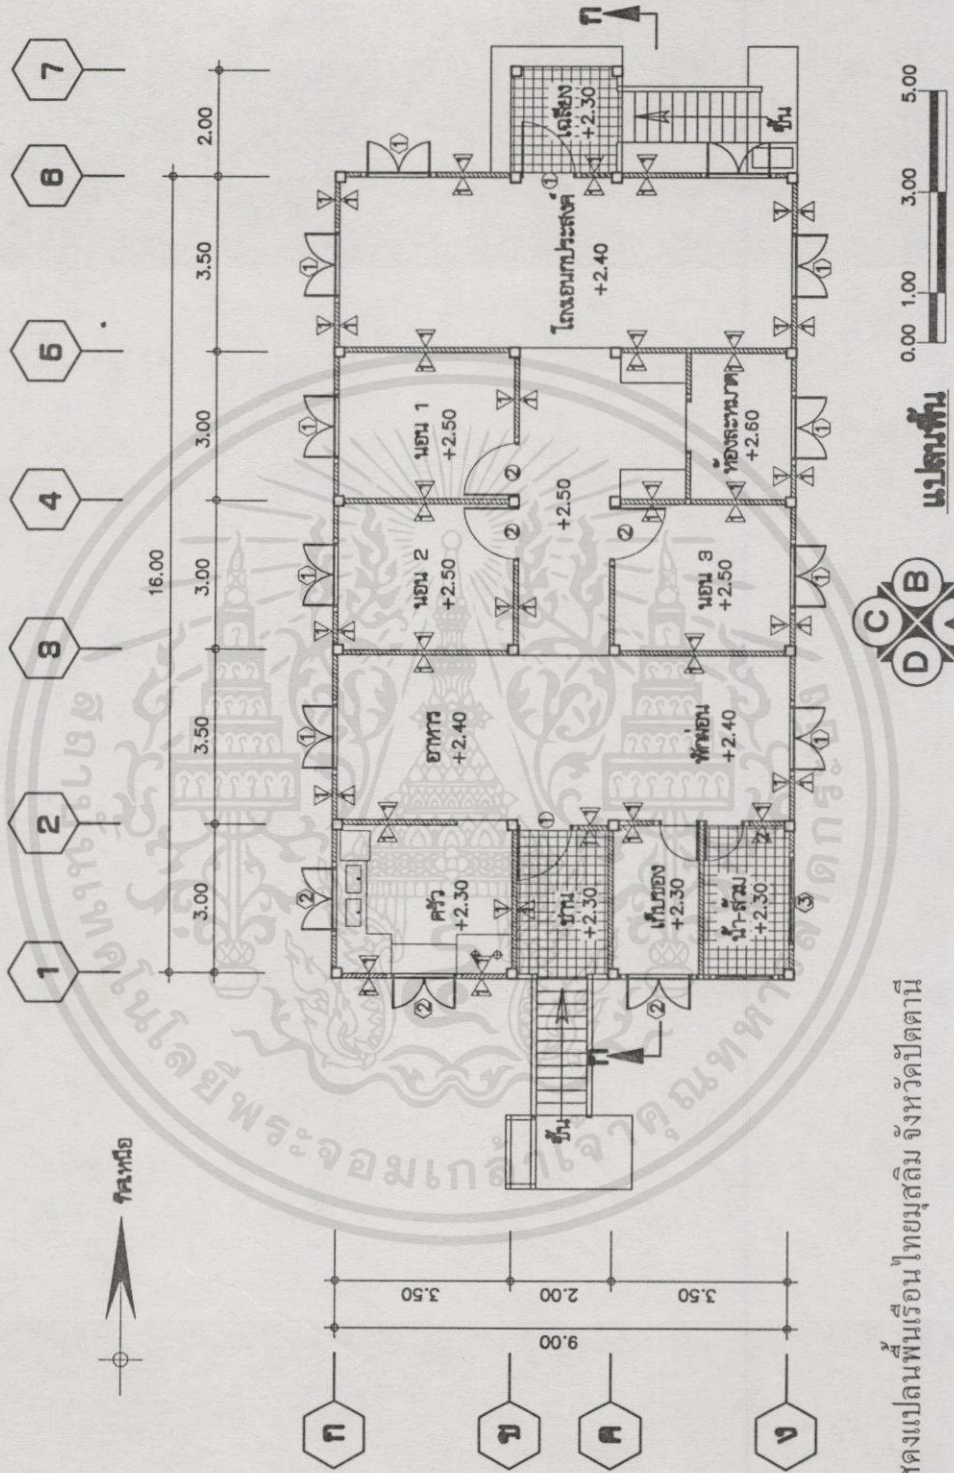 1
2
3
4
5
6
7
16.00
3.00
3.50
3.00
3.00
3.50
2.00
ทิศเหนือ
ก
ข
ค
ง
3.50
2.00
3.50
9.00
ครัว
+2.30
อาหาร
+2.40
นอน 2
+2.50
นอน 1
+2.50
โถงเอนกประสงค์
+2.40
เฉลียง
+2.30
ชาน
+2.30
+2.50
เก็บของ
+2.30
น้ำ-ส้วม
+2.30
พักผ่อน
+2.40
นอน 3
+2.50
ห้องละหมาด
+2.60
ขึ้น
ขึ้น
ก
ก
A
B
C
D
แปลนพื้น
0.00 1.00 3.00 5.00
แปลนพื้นเรือนไทยมุสลิม จังหวัดปัตตานี